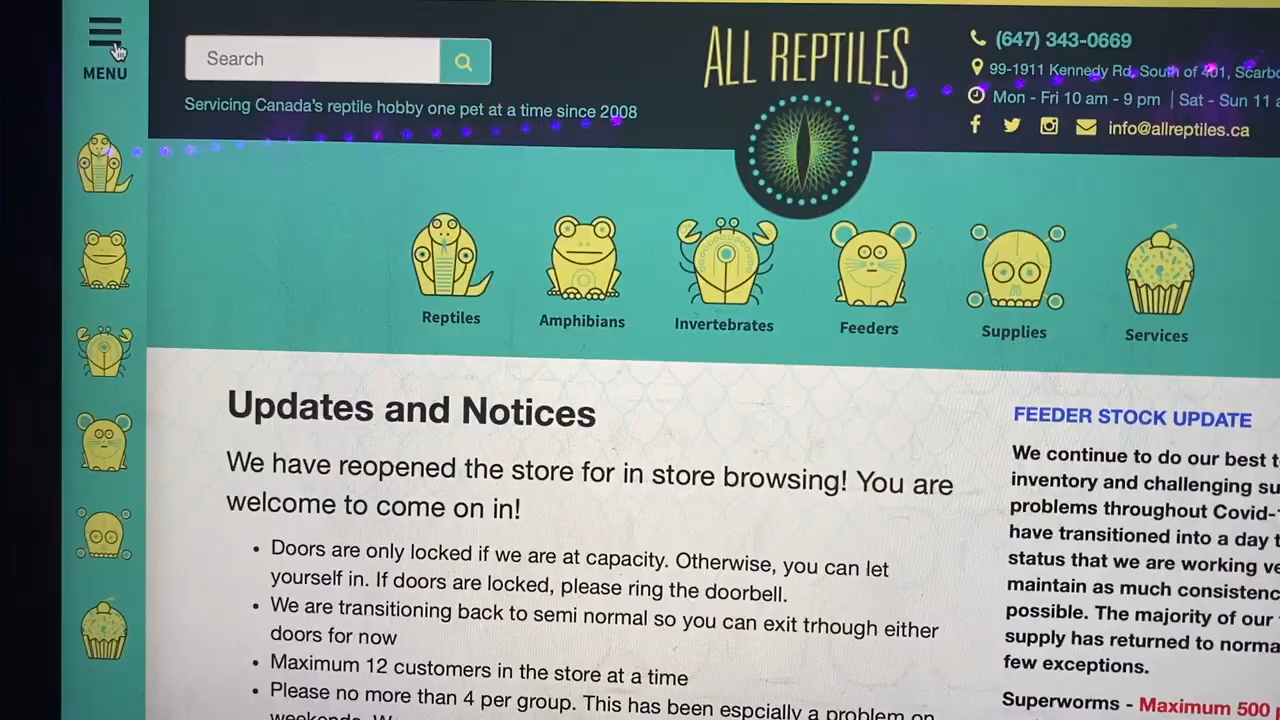 MENU
Search
Servicing Canada's reptile hobby one pet at a time since 2008
ALL REPTILES
(647) 343-0669
99-1911 Kennedy Rd, South of 401, Scarbo
Mon - Fri 10 am - 9 pm | Sat - Sun 11 a
info@allreptiles.ca
Reptiles
Amphibians
Invertebrates
Feeders
Supplies
Services
Updates and Notices
We have reopened the store for in store browsing! You are
welcome to come on in!
• Doors are only locked if we are at capacity. Otherwise, you can let
yourself in. If doors are locked, please ring the doorbell.
• We are transitioning back to semi normal so you can exit trhough either
doors for now
• Maximum 12 customers in the store at a time
• Please no more than 4 per group. This has been espcially a problem on
FEEDER STOCK UPDATE
We continue to do our best t
inventory and challenging su
problems throughout Covid-
have transitioned into a day t
status that we are working ve
maintain as much consistenc
possible. The majority of our
supply has returned to norma
few exceptions.
Superworms - Maximum 500